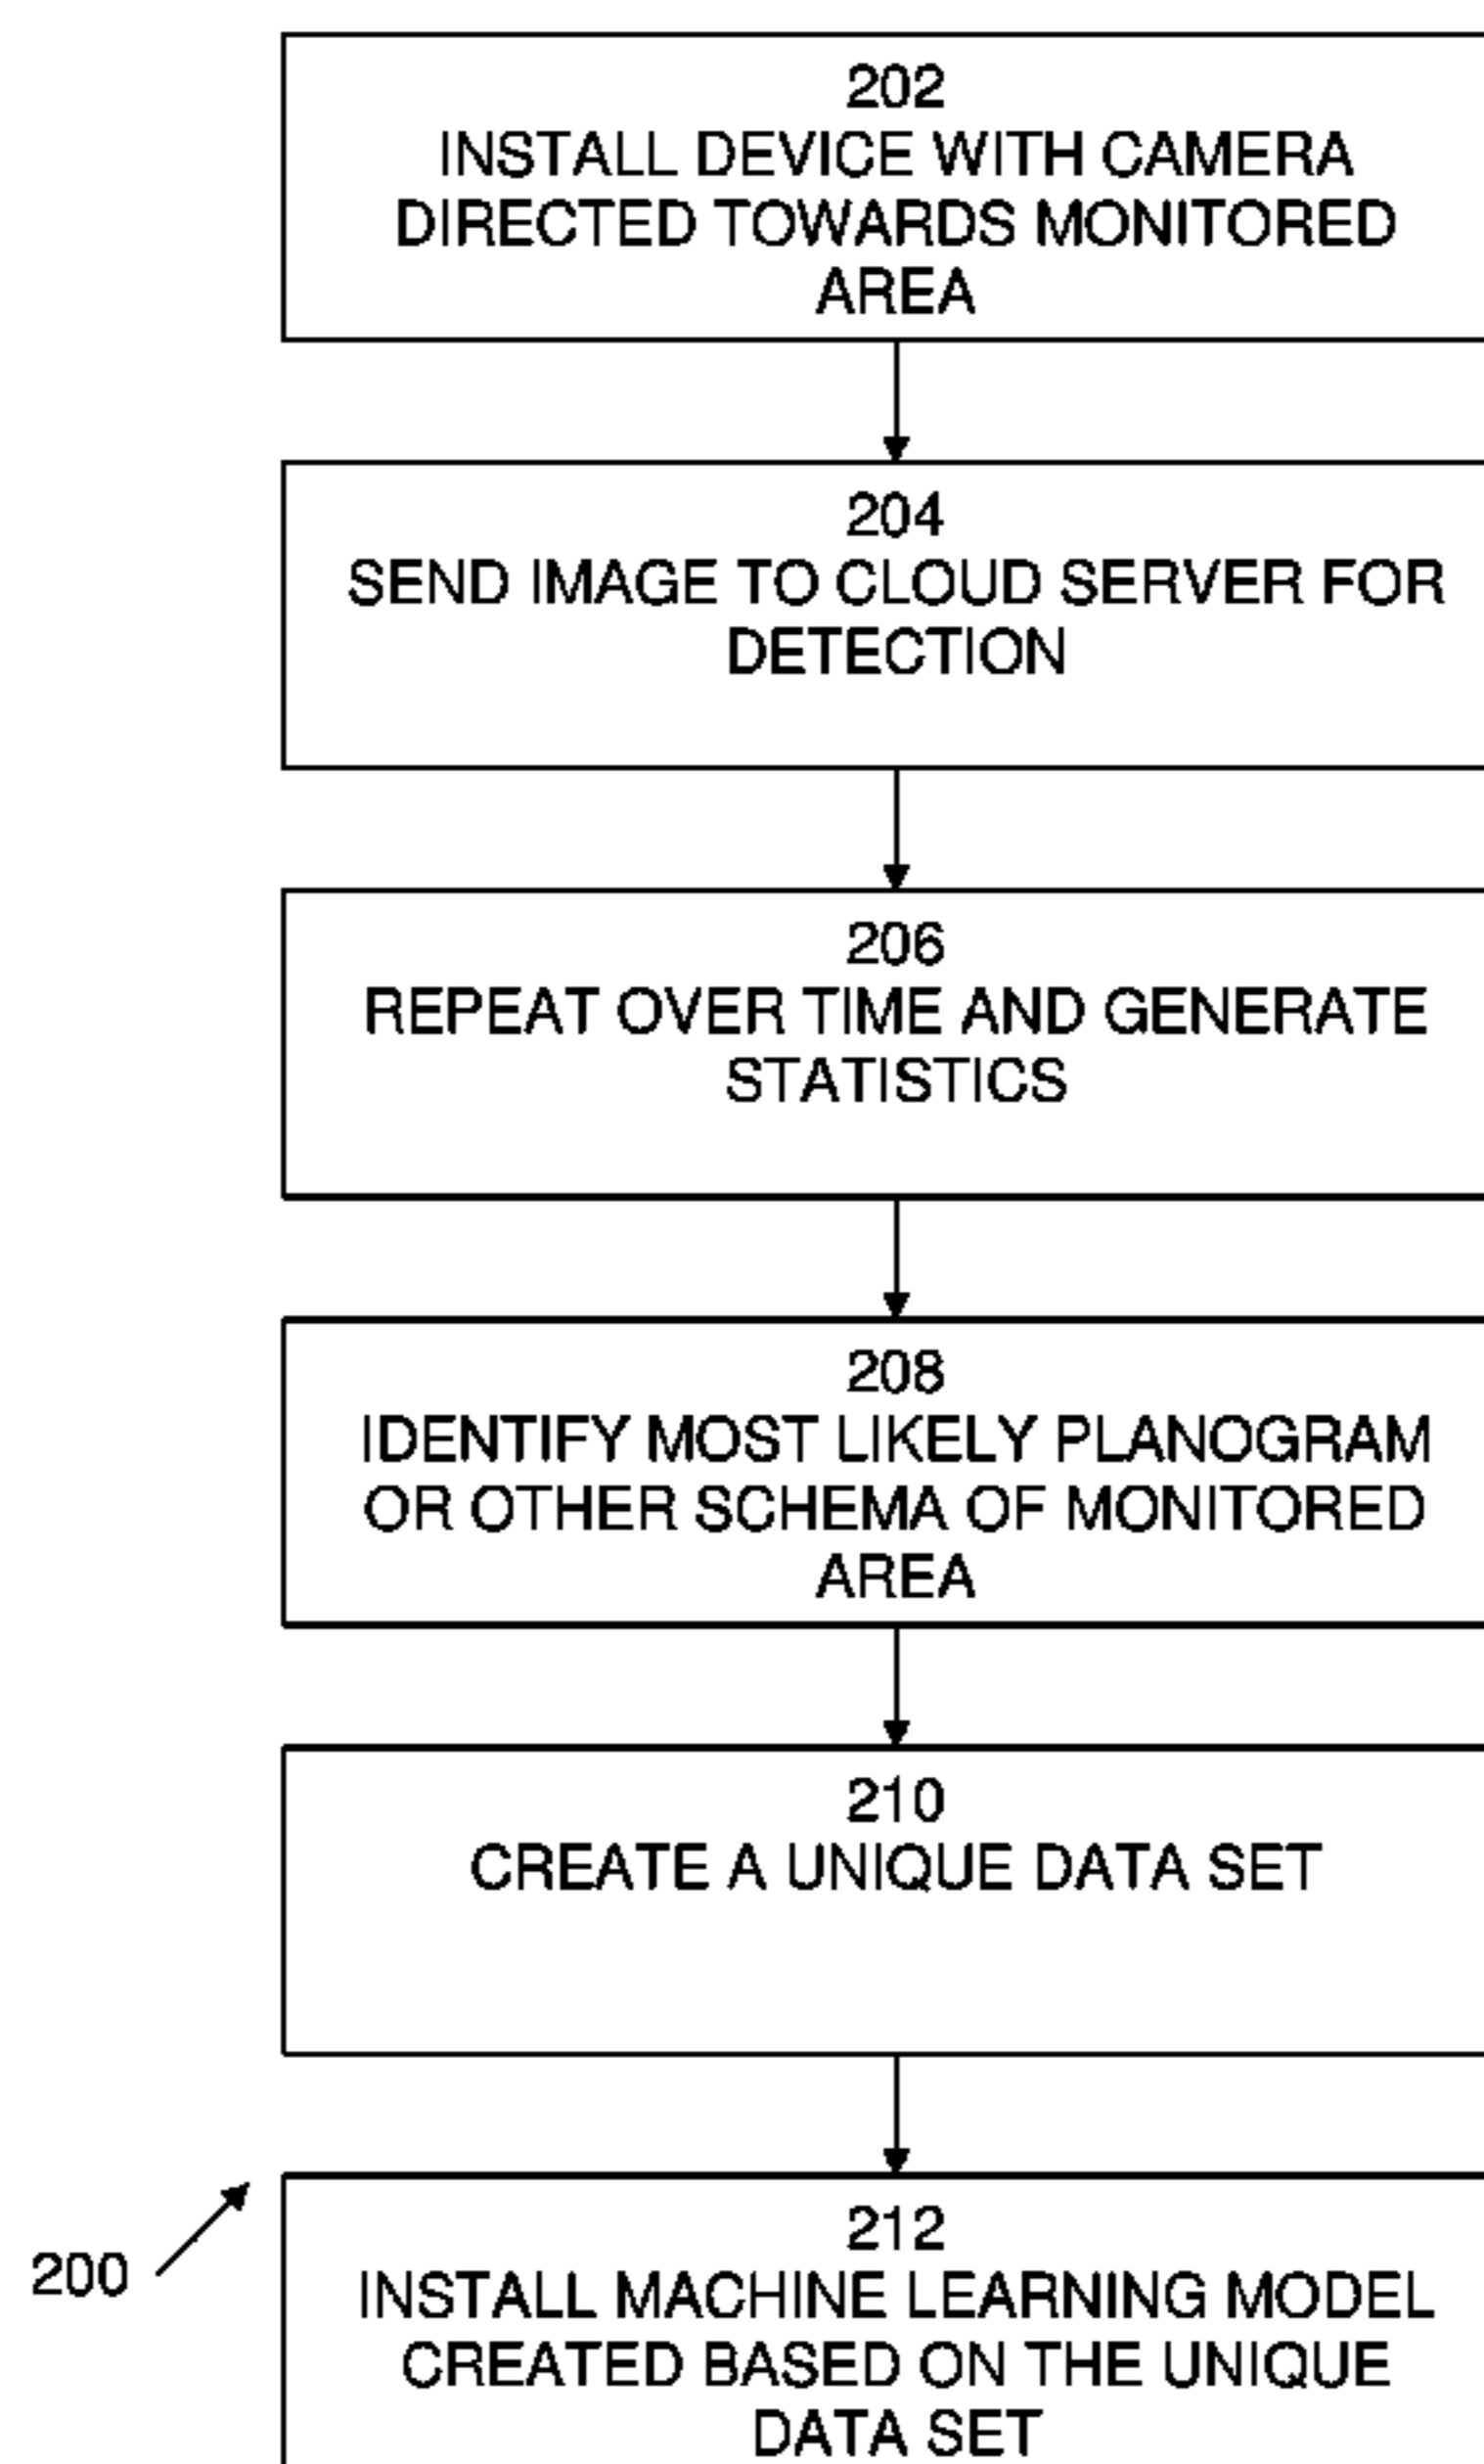 202
INSTALL DEVICE WITH CAMERA
DIRECTED TOWARDS MONITORED
AREA
204
SEND IMAGE TO CLOUD SERVER FOR
DETECTION
206
REPEAT OVER TIME AND GENERATE
STATISTICS
208
IDENTIFY MOST LIKELY PLANOGRAM
OR OTHER SCHEMA OF MONITORED
AREA
210
CREATE A UNIQUE DATA SET
200
212
INSTALL MACHINE LEARNING MODEL
CREATED BASED ON THE UNIQUE
DATA SET